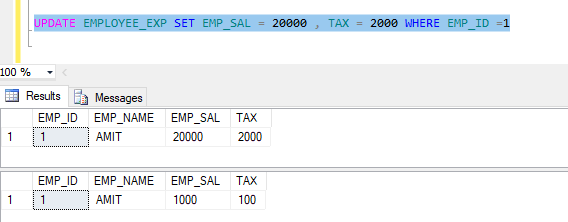 UPDATE EMPLOYEE_EXP SET EMP_SAL = 20000 , TAX = 2000 WHERE EMP_ID =1
100 %
Results Messages
EMP_ID EMP_NAME EMP_SAL TAX
1 1 AMIT 20000 2000
EMP_ID EMP_NAME EMP_SAL TAX
1 1 AMIT 1000 100